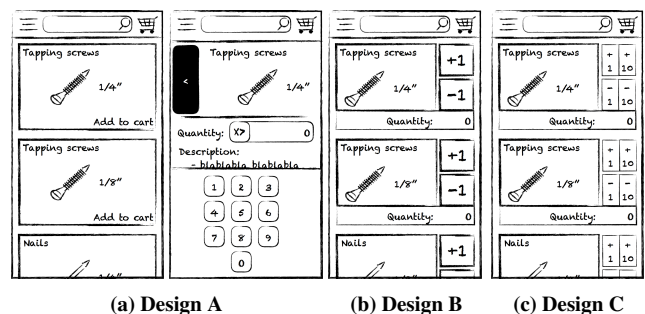 Tapping screws
1/4"
Add to cart
Tapping screws
1/8"
Add to cart
Nails
<
Tapping screws
1/4"
Quantity: X> 0
Description:
- blablabla blablabla
1 2 3
4 5 6
7 8 9
0
(a) Design A
Tapping screws
+1
1/4"
-1
Quantity: 0
Tapping screws
+1
1/8"
-1
Quantity: 0
Nails
+1
(b) Design B
Tapping screws
+ +
1 10
1/4"
- -
1 10
Quantity: 0
Tapping screws
+ +
1 10
1/8"
- -
1 10
Quantity: 0
Nails
+ +
1 10
(c) Design C